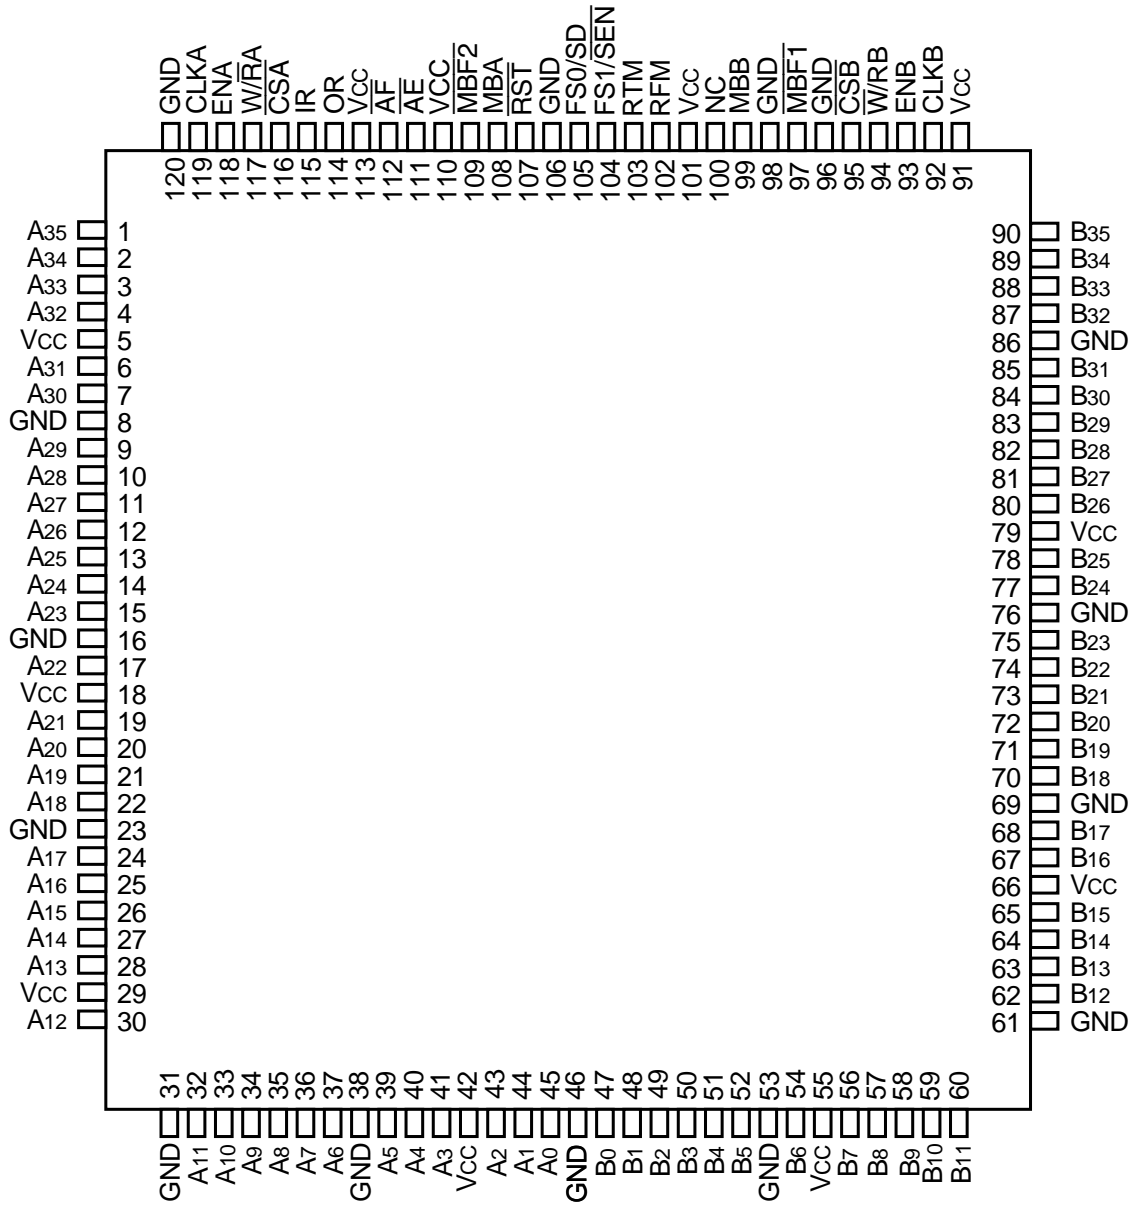 GND CLKA ENA W/R̅A C̅S̅A̅ IR OR Vcc A̅F̅ A̅E̅ VCC M̅B̅F̅2̅ MBA R̅S̅T̅ GND FS0/SD FS1/S̅E̅N̅ RTM RFM Vcc NC MBB GND M̅B̅F̅1̅ GND C̅S̅B̅ W̅/RB ENB CLKB Vcc
120 119 118 117 116 115 114 113 112 111 110 109 108 107 106 105 104 103 102 101 100 99 98 97 96 95 94 93 92 91
A35 1 90 B35
A34 2 89 B34
A33 3 88 B33
A32 4 87 B32
VCC 5 86 GND
A31 6 85 B31
A30 7 84 B30
GND 8 83 B29
A29 9 82 B28
A28 10 81 B27
A27 11 80 B26
A26 12 79 VCC
A25 13 78 B25
A24 14 77 B24
A23 15 76 GND
GND 16 75 B23
A22 17 74 B22
VCC 18 73 B21
A21 19 72 B20
A20 20 71 B19
A19 21 70 B18
A18 22 69 GND
GND 23 68 B17
A17 24 67 B16
A16 25 66 VCC
A15 26 65 B15
A14 27 64 B14
A13 28 63 B13
VCC 29 62 B12
A12 30 61 GND
31 32 33 34 35 36 37 38 39 40 41 42 43 44 45 46 47 48 49 50 51 52 53 54 55 56 57 58 59 60
GND A11 A10 A9 A8 A7 A6 GND A5 A4 A3 VCC A2 A1 A0 GND B0 B1 B2 B3 B4 B5 GND B6 VCC B7 B8 B9 B10 B11